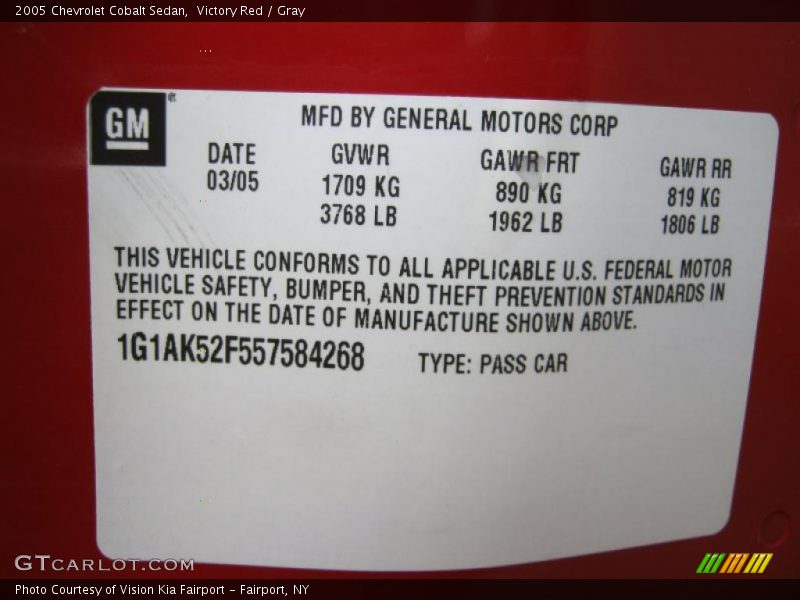 2005 Chevrolet Cobalt Sedan,  Victory Red / Gray
GM
MFD BY GENERAL MOTORS CORP
DATE GVWR GAWR FRT GAWR RR
03/05 1709 KG 890 KG 819 KG
3768 LB 1962 LB 1806 LB
THIS VEHICLE CONFORMS TO ALL APPLICABLE U.S. FEDERAL MOTOR
VEHICLE SAFETY, BUMPER, AND THEFT PREVENTION STANDARDS IN
EFFECT ON THE DATE OF MANUFACTURE SHOWN ABOVE.
1G1AK52F557584268 TYPE: PASS CAR
GTCARLOT.COM
Photo Courtesy of Vision Kia Fairport - Fairport, NY